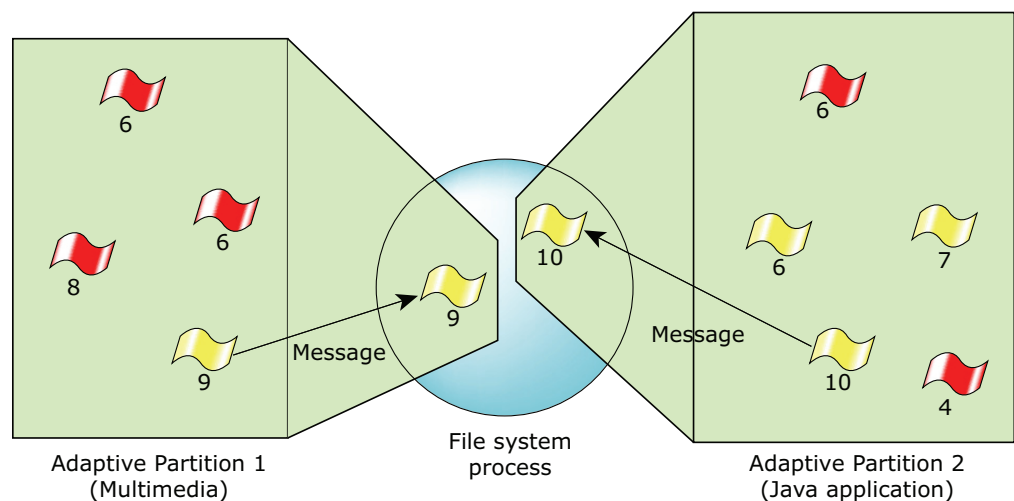 6
6
8
9
Message
9
Adaptive Partition 1
(Multimedia)
File system
process
10
Message
6
6
7
10
4
Adaptive Partition 2
(Java application)